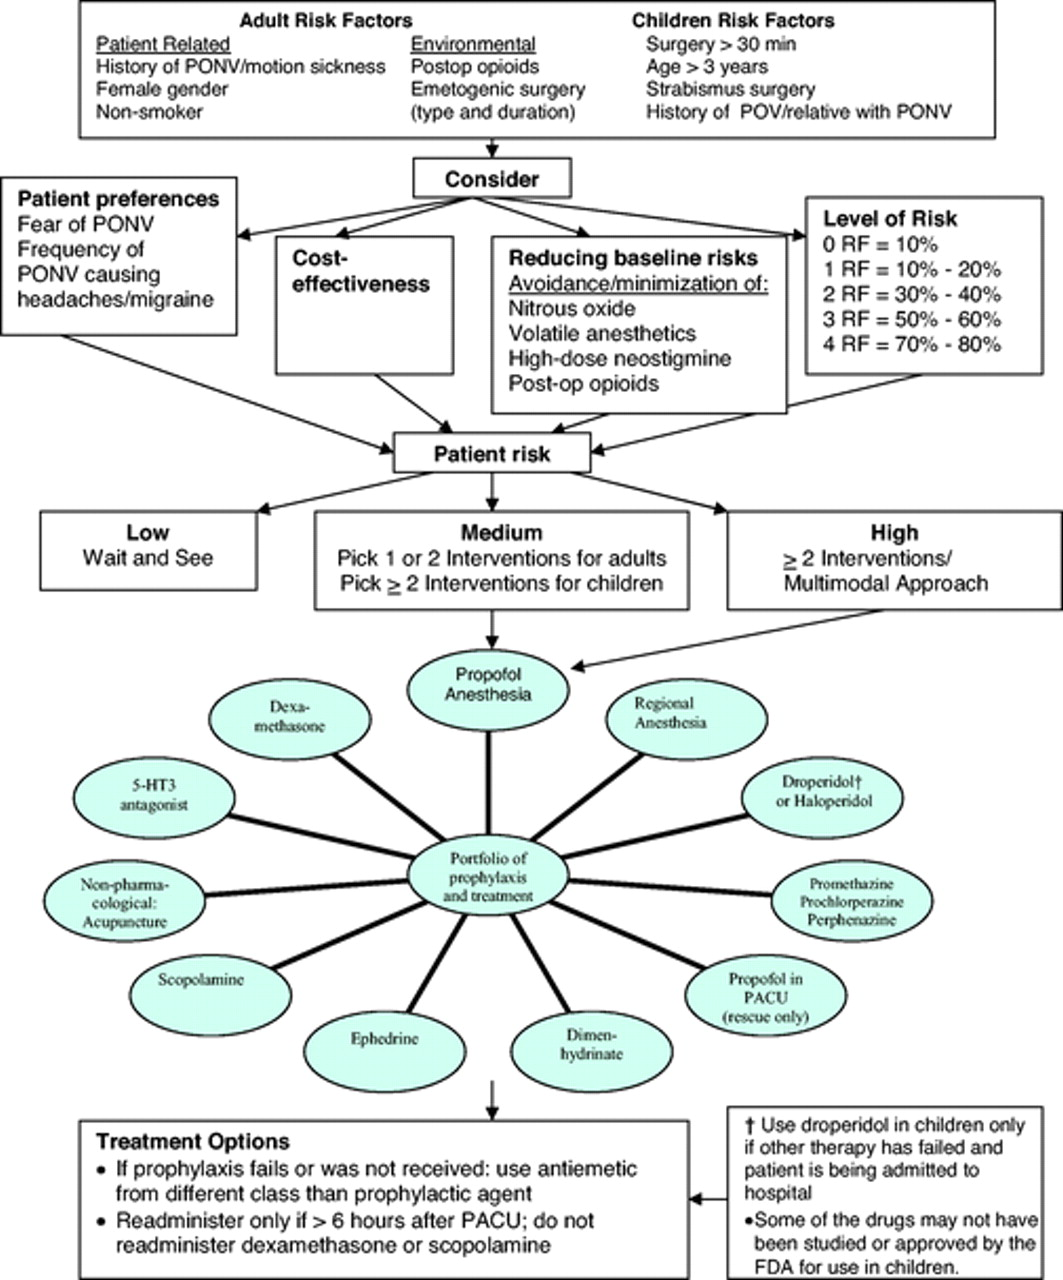 Adult Risk Factors
Patient Related
History of PONV/motion sickness
Female gender
Non-smoker
Environmental
Postop opioids
Emetogenic surgery
(type and duration)
Children Risk Factors
Surgery > 30 min
Age > 3 years
Strabismus surgery
History of POV/relative with PONV
Consider
Patient preferences
Fear of PONV
Frequency of
PONV causing
headaches/migraine
Cost-
effectiveness
Reducing baseline risks
Avoidance/minimization of:
Nitrous oxide
Volatile anesthetics
High-dose neostigmine
Post-op opioids
Level of Risk
0 RF = 10%
1 RF = 10% - 20%
2 RF = 30% - 40%
3 RF = 50% - 60%
4 RF = 70% - 80%
Patient risk
Low
Wait and See
Medium
Pick 1 or 2 Interventions for adults
Pick ≥ 2 Interventions for children
High
≥ 2 Interventions/
Multimodal Approach
Propofol
Anesthesia
Dexa-
methasone
Regional
Anesthesia
5-HT3
antagonist
Droperidol†
or Haloperidol
Portfolio of
prophylaxis
and treatment
Non-pharma-
cological:
Acupuncture
Promethazine
Prochlorperazine
Perphenazine
Scopolamine
Propofol in
PACU
(rescue only)
Ephedrine
Dimen-
hydrinate
Treatment Options
• If prophylaxis fails or was not received: use antiemetic
from different class than prophylactic agent
• Readminister only if > 6 hours after PACU; do not
readminister dexamethasone or scopolamine
† Use droperidol in children only
if other therapy has failed and
patient is being admitted to
hospital
•Some of the drugs may not have
been studied or approved by the
FDA for use in children.